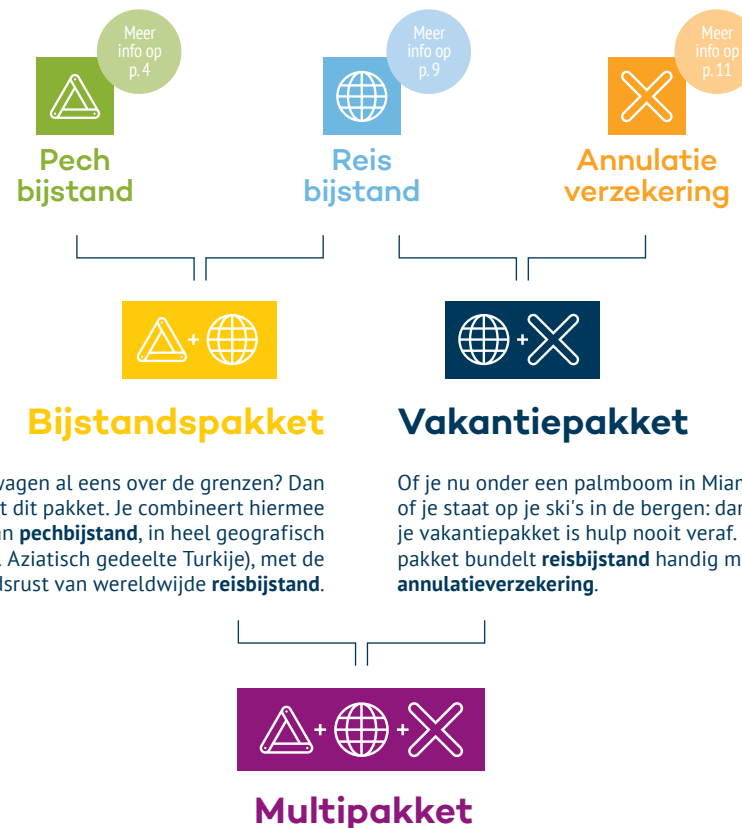 Meer
info op
p. 4
Meer
info op
p. 9
Meer
info op
p. 11
Pech
bijstand
Reis
bijstand
Annulatie
verzekering
+
+
Bijstandspakket
Vakantiepakket
wagen al eens over de grenzen? Dan
t dit pakket. Je combineert hiermee
an pechbijstand, in heel geografisch
. Aziatisch gedeelte Turkije), met de
dsrust van wereldwijde reisbijstand.
Of je nu onder een palmboom in Miam
of je staat op je ski's in de bergen: dan
je vakantiepakket is hulp nooit veraf.
pakket bundelt reisbijstand handig m
annulatieverzekering.
+ +
Multipakket